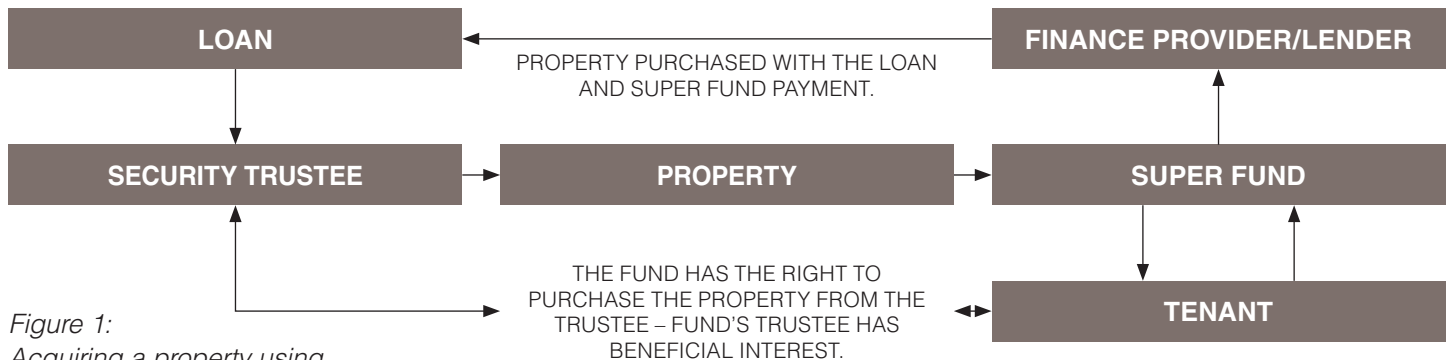 LOAN
FINANCE PROVIDER/LENDER
PROPERTY PURCHASED WITH THE LOAN
AND SUPER FUND PAYMENT.
SECURITY TRUSTEE
PROPERTY
SUPER FUND
THE FUND HAS THE RIGHT TO
PURCHASE THE PROPERTY FROM THE
TRUSTEE – FUND'S TRUSTEE HAS
BENEFICIAL INTEREST.
TENANT
Figure 1:
Acquiring a property using